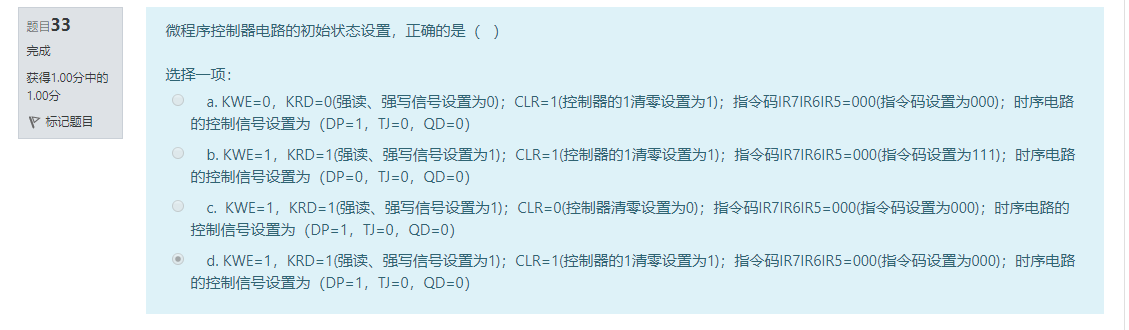 题目33
完成
获得1.00分中的
1.00分
标记题目
微程序控制器电路的初始状态设置，正确的是（ ）
选择一项：
a. KWE=0，KRD=0(强读、强写信号设置为0)；CLR=1(控制器的1清零设置为1)；指令码IR7IR6IR5=000(指令码设置为000)；时序电路
的控制信号设置为（DP=1，TJ=0，QD=0）
b. KWE=1，KRD=1(强读、强写信号设置为1)；CLR=1(控制器的1清零设置为1)；指令码IR7IR6IR5=000(指令码设置为111)；时序电路
的控制信号设置为（DP=0，TJ=0，QD=0）
c. KWE=1，KRD=1(强读、强写信号设置为1)；CLR=0(控制器清零设置为0)；指令码IR7IR6IR5=000(指令码设置为000)；时序电路的
控制信号设置为（DP=1，TJ=0，QD=0）
d. KWE=1，KRD=1(强读、强写信号设置为1)；CLR=1(控制器的1清零设置为1)；指令码IR7IR6IR5=000(指令码设置为000)；时序电路
的控制信号设置为（DP=1，TJ=0，QD=0）